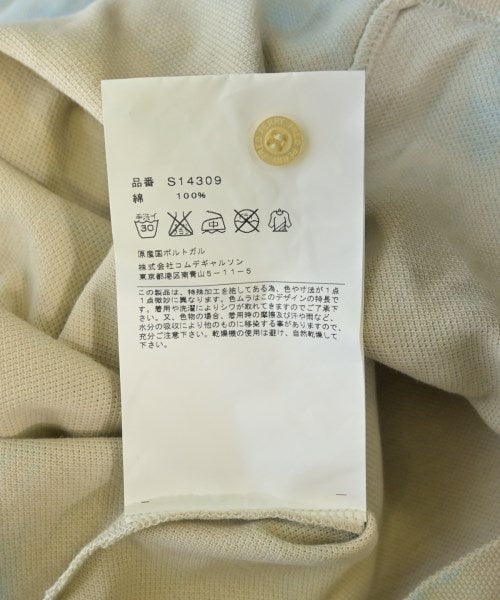 品番 S14309
綿 100%
手洗イ
30
中
原産国ポルトガル
株式会社コムデギャルソン
東京都港区南青山5-11-5
この製品は、特殊加工を施してある為、色や寸法が1点
1点微妙に異なります。色ムラはこのデザインの特長で
す。着用や洗濯によりシワが取れてきますのでご了承下
さい。又、色物の場合、着用時の摩擦及び汗や雨など、
水分の吸収により他のものに移染する事がありますので、
充分ご注意下さい。乾燥機の使用は避け、自然乾燥して
下さい。